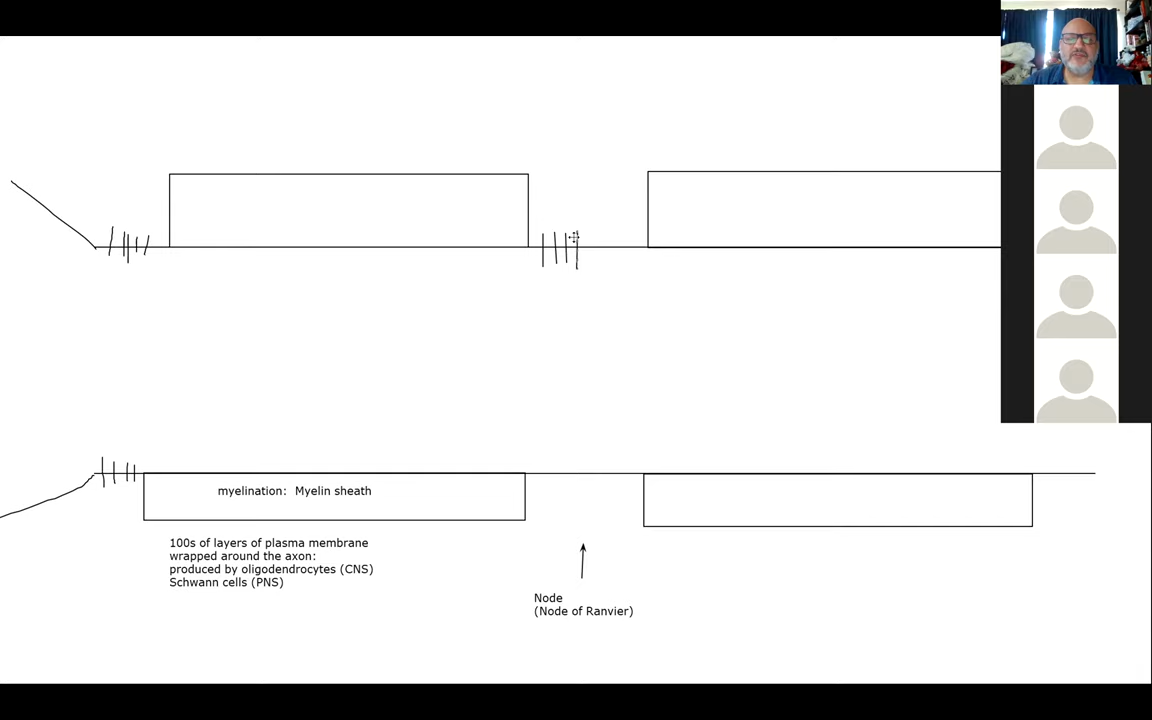 myelination:  Myelin sheath
100s of layers of plasma membrane
wrapped around the axon:
produced by oligodendrocytes (CNS)
Schwann cells (PNS)
Node
(Node of Ranvier)